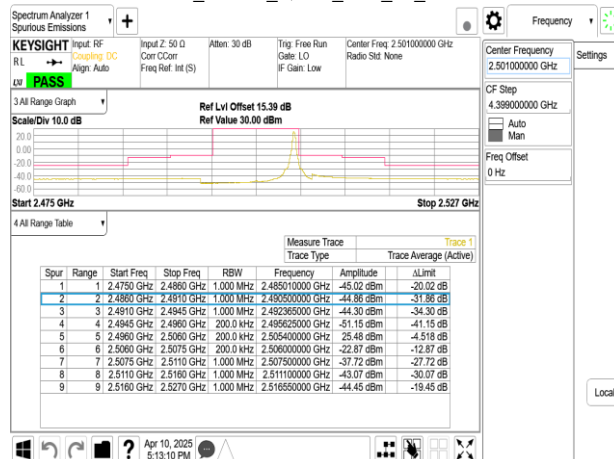 Spectrum Analyzer 1
Spurious Emissions
Frequency
KEYSIGHT
RL
Input: RF
Coupling: DC
Align: Auto
Input Z: 50 Ω
Corr CCorr
Freq Ref: Int (S)
Atten: 30 dB
Trig: Free Run
Gate: LO
IF Gain: Low
Center Freq: 2.501000000 GHz
Radio Std: None
LXI PASS
Center Frequency
2.501000000 GHz
Settings
CF Step
4.399000000 GHz
Auto
Man
Freq Offset
0 Hz
3 All Range Graph
Scale/Div 10.0 dB
Ref Lvl Offset 15.39 dB
Ref Value 30.00 dBm
20.0
0.00
-20.0
-40.0
-60.0
Start 2.475 GHz
Stop 2.527 GHz
4 All Range Table
Measure Trace Trace 1
Trace Type Trace Average (Active)
Spur Range Start Freq Stop Freq RBW Frequency Amplitude ΔLimit
1 1 2.4750 GHz 2.4860 GHz 1.000 MHz 2.485010000 GHz -45.02 dBm -20.02 dB
2 2 2.4860 GHz 2.4910 GHz 1.000 MHz 2.490500000 GHz -44.86 dBm -31.86 dB
3 3 2.4910 GHz 2.4945 GHz 1.000 MHz 2.492365000 GHz -44.30 dBm -34.30 dB
4 4 2.4945 GHz 2.4960 GHz 200.0 kHz 2.495625000 GHz -51.15 dBm -41.15 dB
5 5 2.4960 GHz 2.5060 GHz 200.0 kHz 2.505400000 GHz 25.48 dBm -4.518 dB
6 6 2.5060 GHz 2.5075 GHz 200.0 kHz 2.506000000 GHz -22.87 dBm -12.87 dB
7 7 2.5075 GHz 2.5110 GHz 1.000 MHz 2.507500000 GHz -37.72 dBm -27.72 dB
8 8 2.5110 GHz 2.5160 GHz 1.000 MHz 2.511100000 GHz -43.07 dBm -30.07 dB
9 9 2.5160 GHz 2.5270 GHz 1.000 MHz 2.516550000 GHz -44.45 dBm -19.45 dB
Local
?
Apr 10, 2025
5:13:10 PM